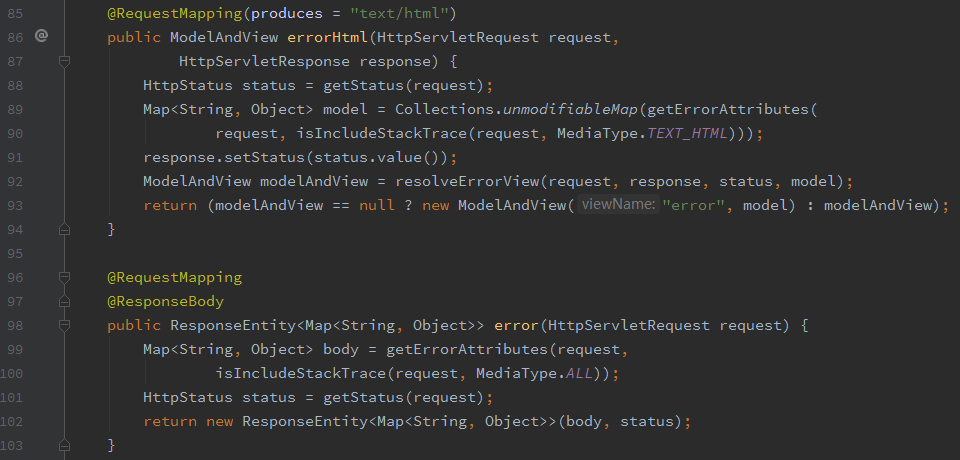 85 @RequestMapping(produces = "text/html")
86 @ public ModelAndView errorHtml(HttpServletRequest request,
87 HttpServletResponse response) {
88 HttpStatus status = getStatus(request);
89 Map<String, Object> model = Collections.unmodifiableMap(getErrorAttributes(
90 request, isIncludeStackTrace(request, MediaType.TEXT_HTML)));
91 response.setStatus(status.value());
92 ModelAndView modelAndView = resolveErrorView(request, response, status, model);
93 return (modelAndView == null ? new ModelAndView( viewName: "error", model) : modelAndView);
94 }
95
96 @RequestMapping
97 @ResponseBody
98 public ResponseEntity<Map<String, Object>> error(HttpServletRequest request) {
99 Map<String, Object> body = getErrorAttributes(request,
100 isIncludeStackTrace(request, MediaType.ALL));
101 HttpStatus status = getStatus(request);
102 return new ResponseEntity<Map<String, Object>>(body, status);
103 }